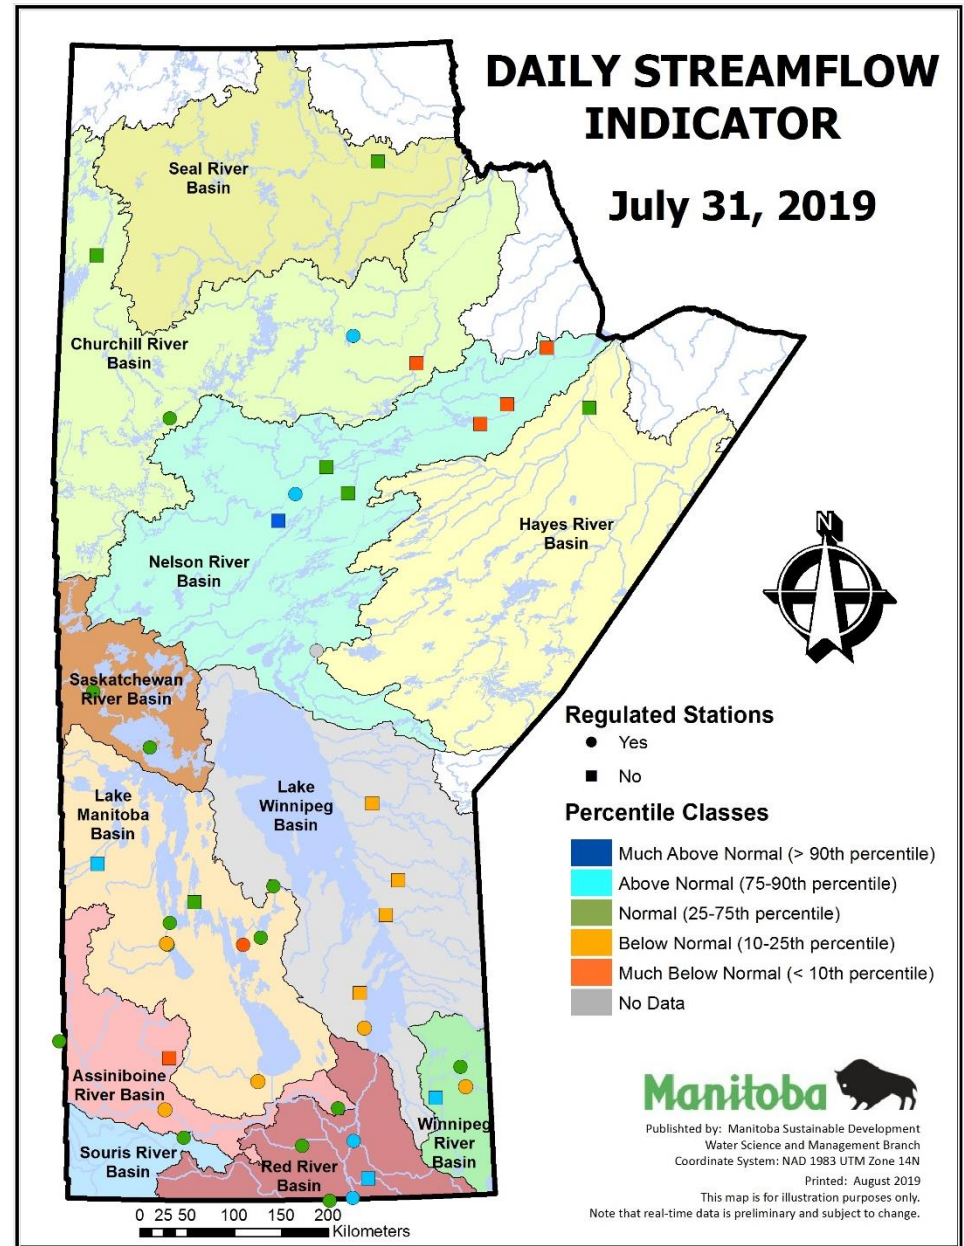 DAILY STREAMFLOW
INDICATOR
July 31, 2019
Seal River
Basin
Churchill River
Basin
Hayes River
Basin
Nelson River
Basin
N
Saskatchewan
River Basin
Regulated Stations
Yes
No
Lake
Winnipeg
Basin
Lake
Manitoba
Basin
Percentile Classes
Much Above Normal (> 90th percentile)
Above Normal (75-90th percentile)
Normal (25-75th percentile)
Below Normal (10-25th percentile)
Much Below Normal (< 10th percentile)
No Data
Assiniboine
River Basin
Winnipeg
River
Basin
Souris River
Basin
Red River
Basin
0 25 50 100 150 200
Kilometers
Manitoba
Published by: Manitoba Sustainable Development
Water Science and Management Branch
Coordinate System: NAD 1983 UTM Zone 14N
Printed: August 2019
This map is for illustration purposes only.
Note that real-time data is preliminary and subject to change.